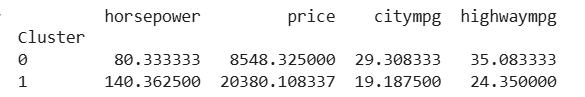 horsepower price citympg highwaympg
Cluster
0 80.333333 8548.325000 29.308333 35.083333
1 140.362500 20380.108337 19.187500 24.350000